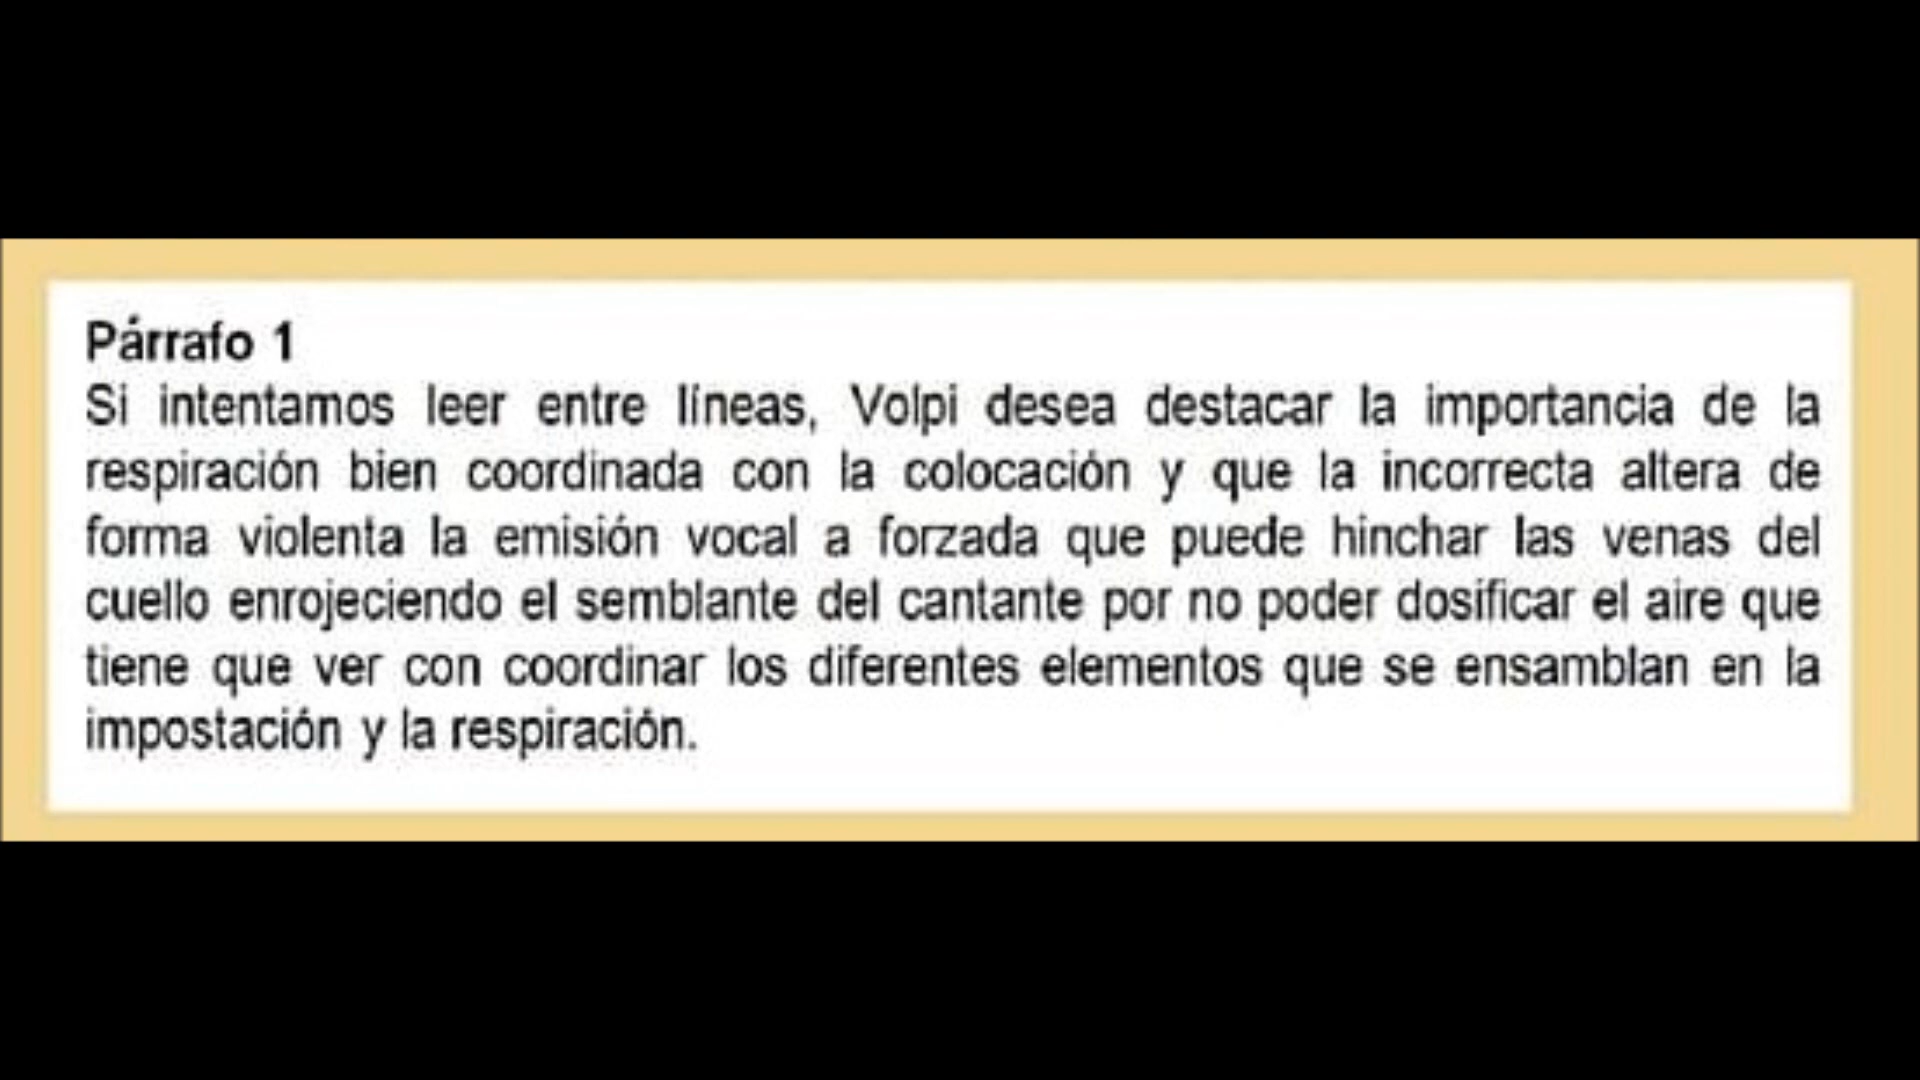 Párrafo 1
Si intentamos leer entre líneas, Volpi desea destacar la importancia de la
respiración bien coordinada con la colocación y que la incorrecta altera de
forma violenta la emisión vocal a forzada que puede hinchar las venas del
cuello enrojeciendo el semblante del cantante por no poder dosificar el aire que
tiene que ver con coordinar los diferentes elementos que se ensamblan en la
impostación y la respiración.